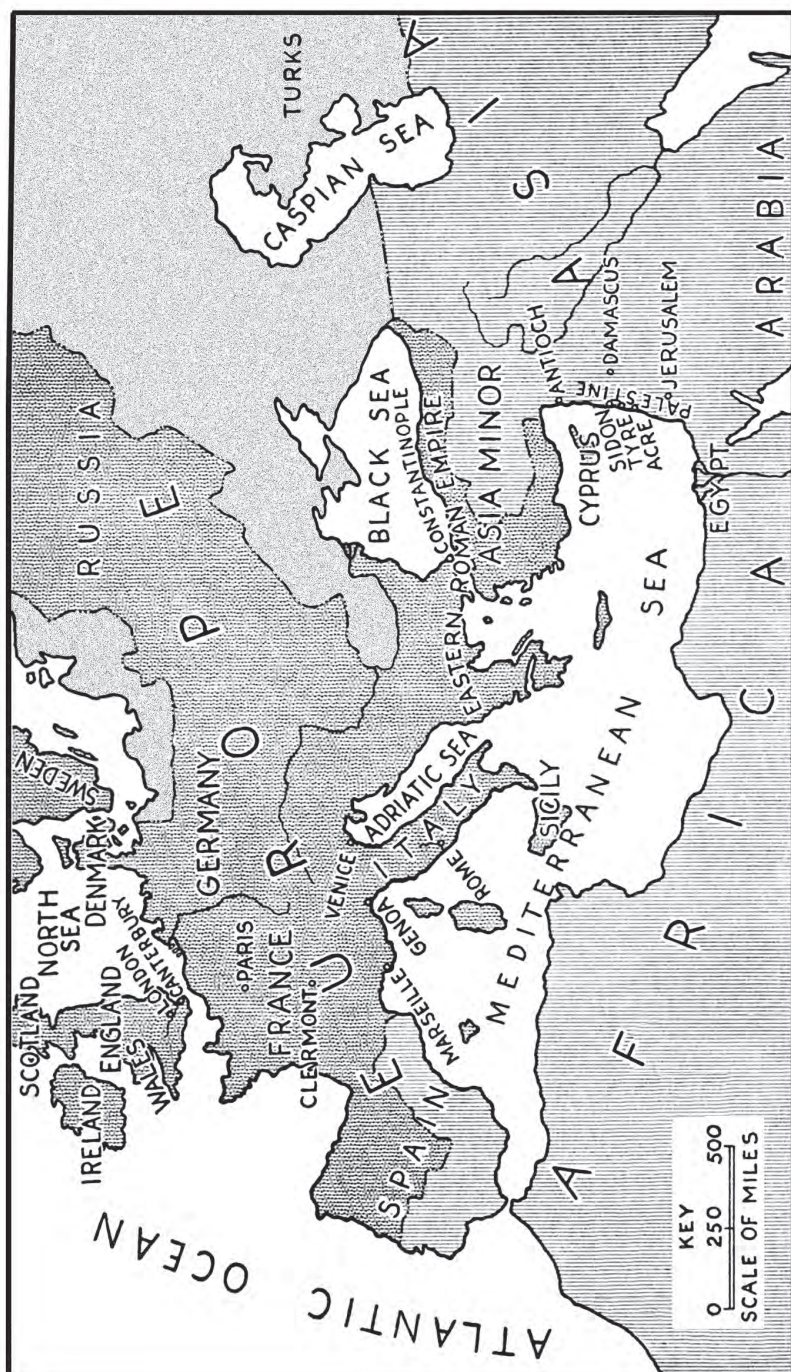 ATLANTIC OCEAN
SCOTLAND
NORTH
SEA
IRELAND
ENGLAND
WALES
LONDON
CANTERBURY
DENMARK
SWEDEN
RUSSIA
EUROPE
GERMANY
PARIS
FRANCE
CLERMONT
SPAIN
VENICE
MARSEILLE
GENOA
ITALY
ROME
ADRIATIC SEA
SICILY
MEDITERRANEAN
SEA
EASTERN ROMAN EMPIRE
CONSTANTINOPLE
BLACK SEA
CASPIAN SEA
TURKS
ASIA MINOR
ASIA
CYPRUS
ANTIOCH
SIDON
TYRE
ACRE
PALESTINE
DAMASCUS
JERUSALEM
EGYPT
ARABIA
AFRICA
KEY
0 250 500
SCALE OF MILES